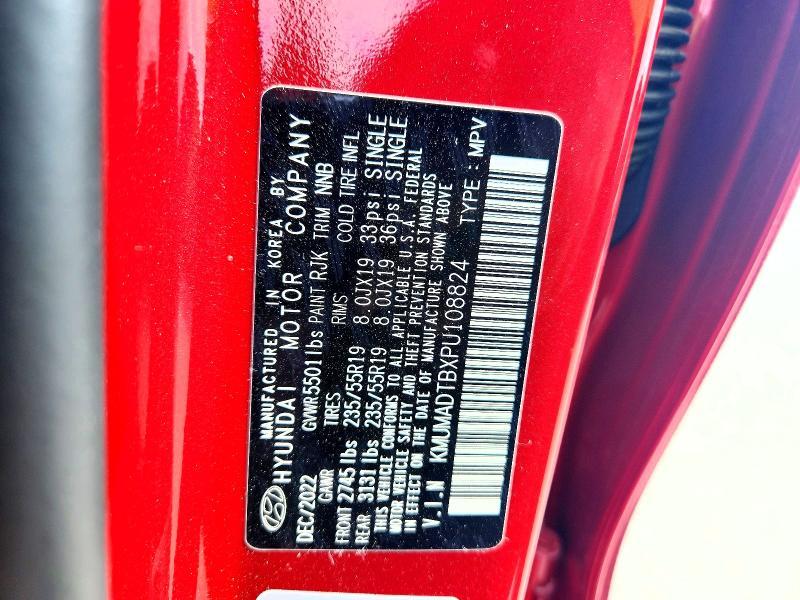 MANUFACTURED IN KOREA BY
HYUNDAI MOTOR COMPANY
DEC/2022 GVWR 5501lbs PAINT RJK TRIM NNB
GAWR TIRES RIMS COLD TIRE INFL
FRONT 2745 lbs 235/55R19 8.0JX19 33psi SINGLE
REAR 3131 lbs 235/55R19 8.0JX19 36psi SINGLE
THIS VEHICLE CONFORMS TO ALL APPLICABLE U.S.A. FEDERAL
MOTOR VEHICLE SAFETY AND THEFT PREVENTION STANDARDS
IN EFFECT ON THE DATE OF MANUFACTURE SHOWN ABOVE
V.I.N KMUMADTBXPU108824 TYPE : MPV